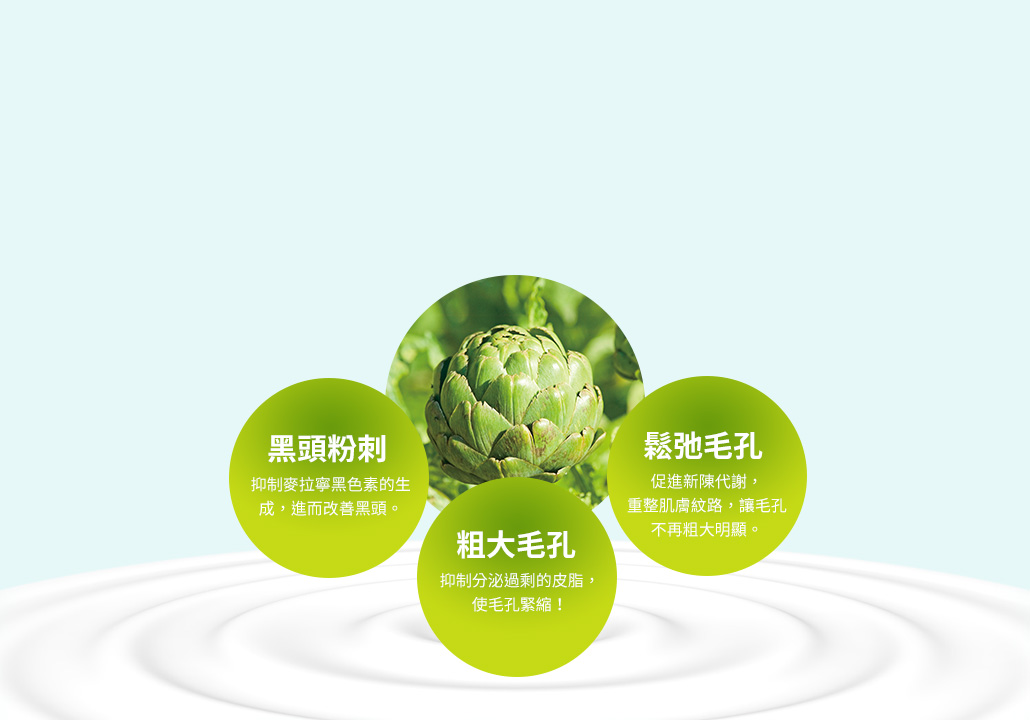 黑頭粉刺
抑制麥拉寧黑色素的生
成，進而改善黑頭。
粗大毛孔
抑制分泌過剩的皮脂，
使毛孔緊縮！
鬆弛毛孔
促進新陳代謝，
重整肌膚紋路，讓毛孔
不再粗大明顯。